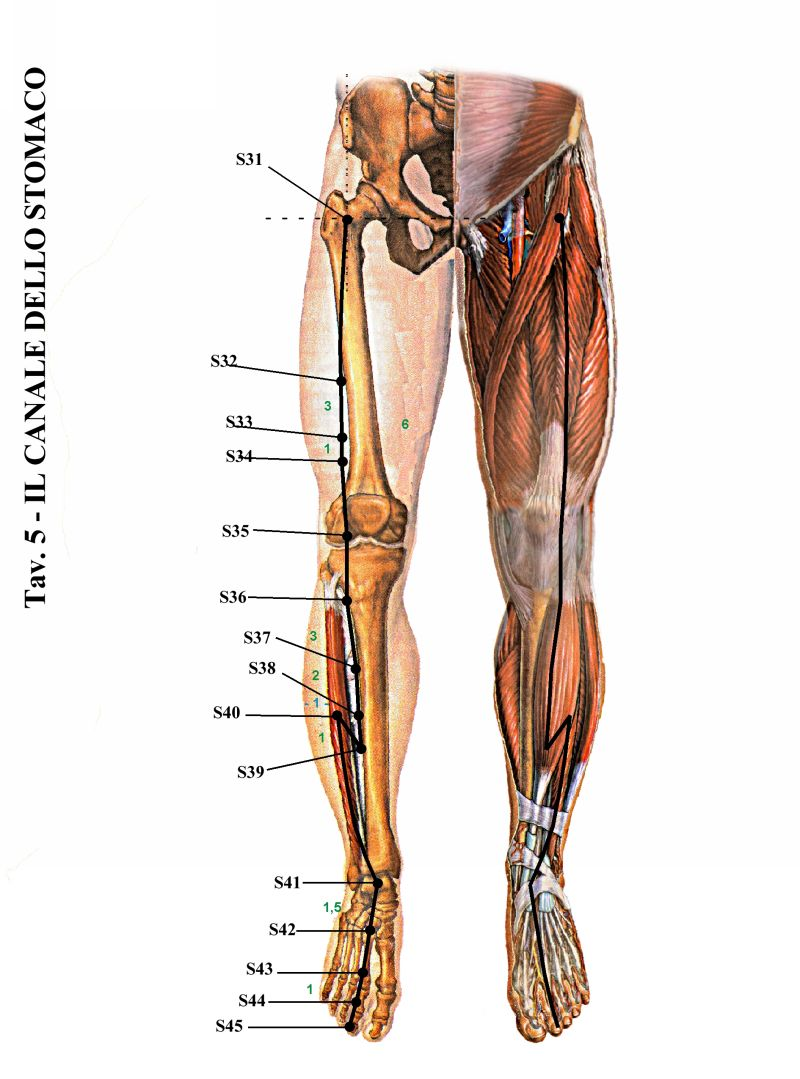 Tav. 5 - IL CANALE DELLO STOMACO
S31
S32
3
S33
6
1
S34
S35
S36
3
S37
S38
2
- 1 -
S40
1
S39
S41
1,5
S42
S43
1
S44
S45